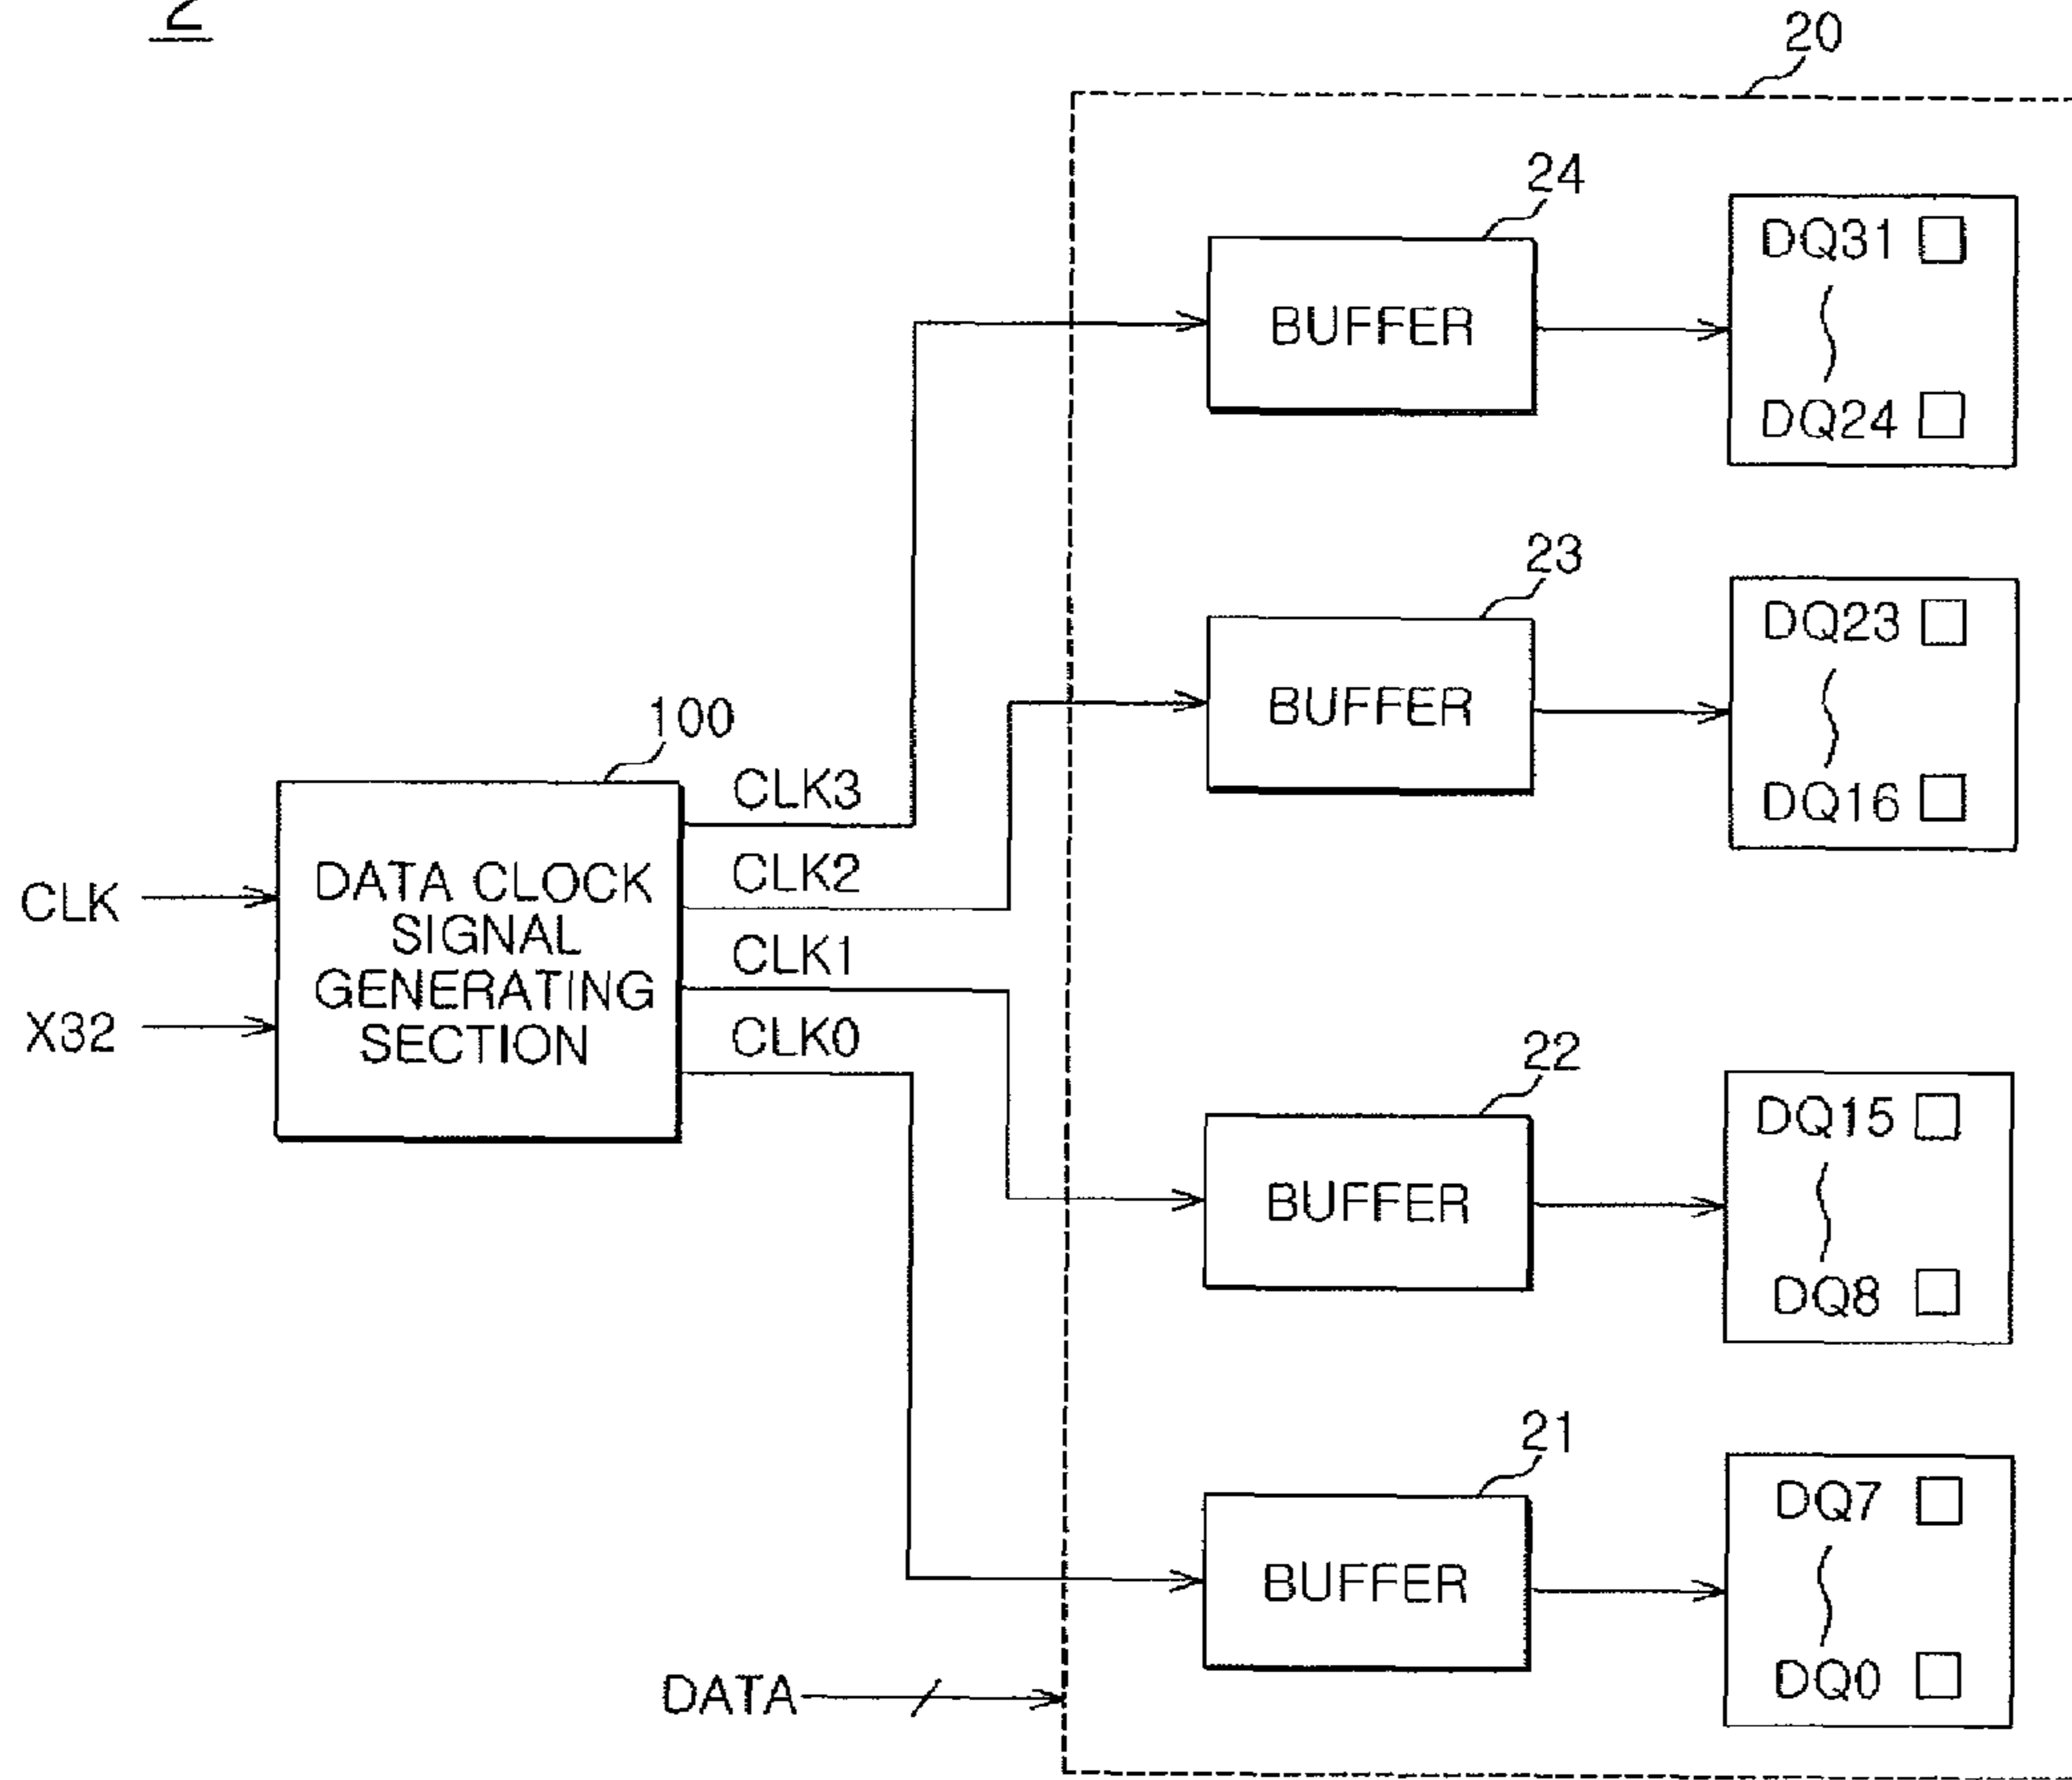 2
20
24
DQ31
BUFFER
DQ24
23
DQ23
BUFFER
DQ16
100
CLK3
CLK2
CLK1
CLK0
CLK
X32
DATA CLOCK
SIGNAL
GENERATING
SECTION
22
DQ15
BUFFER
DQ8
21
DQ7
BUFFER
DQ0
DATA